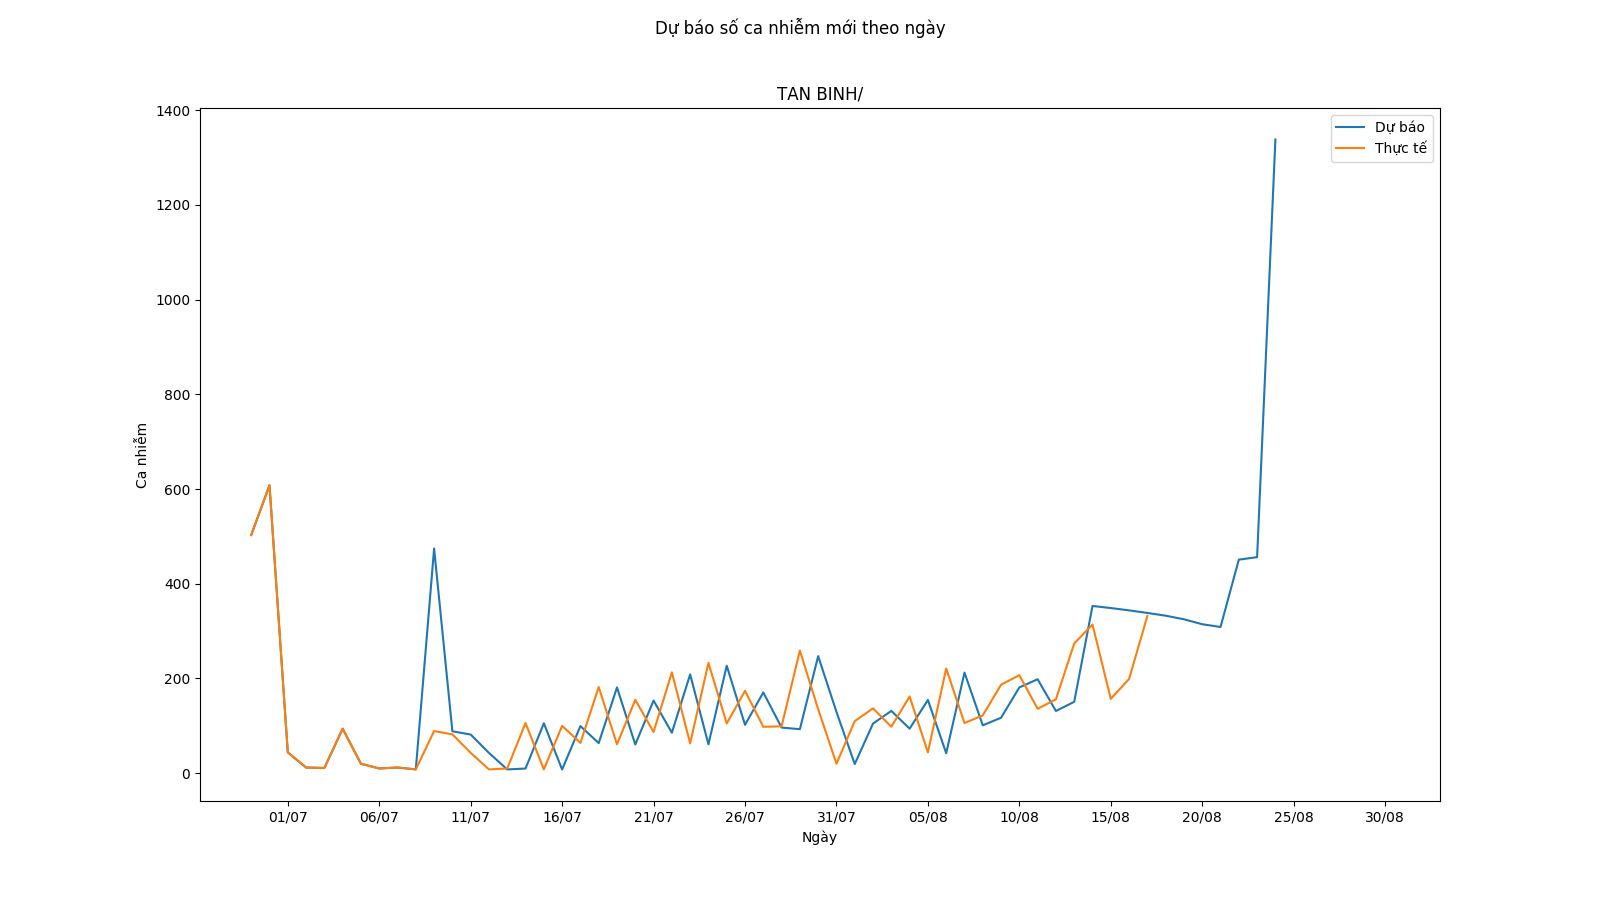 Dự báo số ca nhiễm mới theo ngày
TAN BINH/
Dự báo
Thực tế
1400
1200
1000
800
600
400
200
0
Ca nhiễm
01/07 06/07 11/07 16/07 21/07 26/07 31/07 05/08 10/08 15/08 20/08 25/08 30/08
Ngày